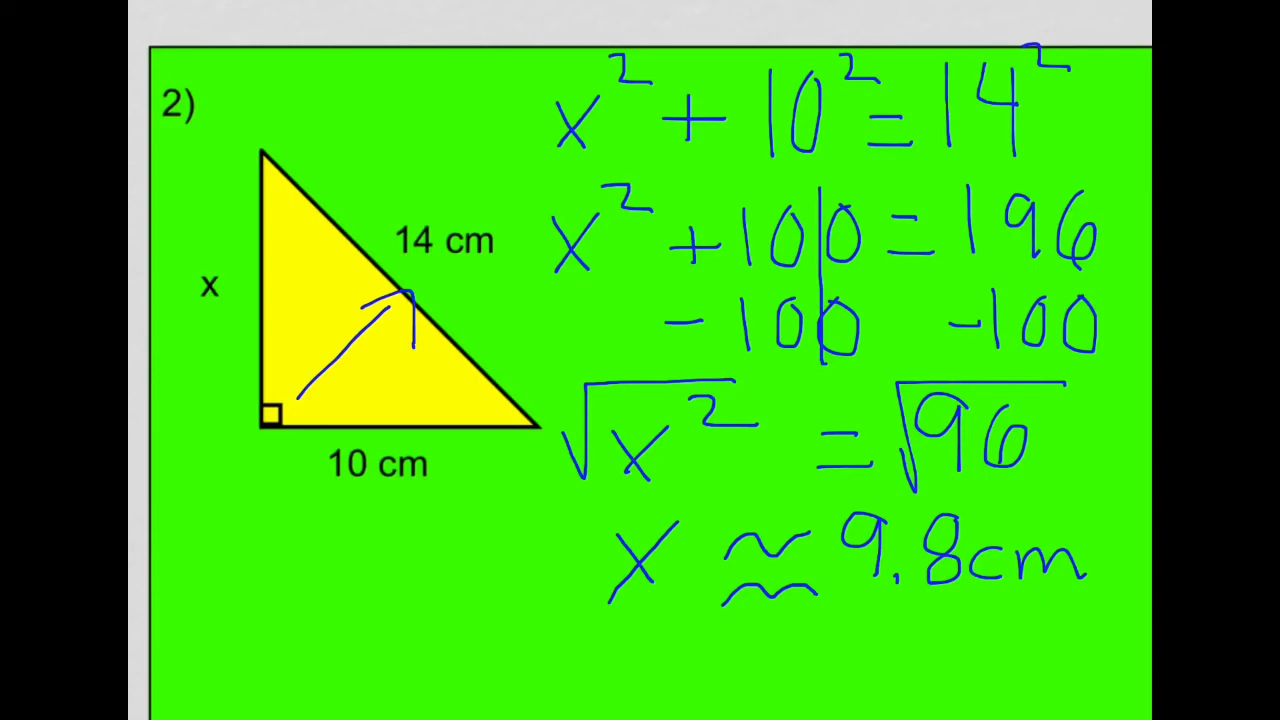 2)
x² + 10² = 14²
14 cm
x
x² + 100 = 196
- 100 -100
√x² = √96
10 cm
x ≈ 9.8cm